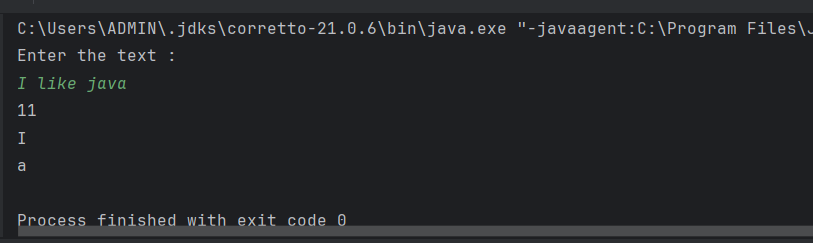 C:\Users\ADMIN\.jdks\corretto-21.0.6\bin\java.exe "-javaagent:C:\Program Files\J
Enter the text :
I like java
11
I
a
Process finished with exit code 0